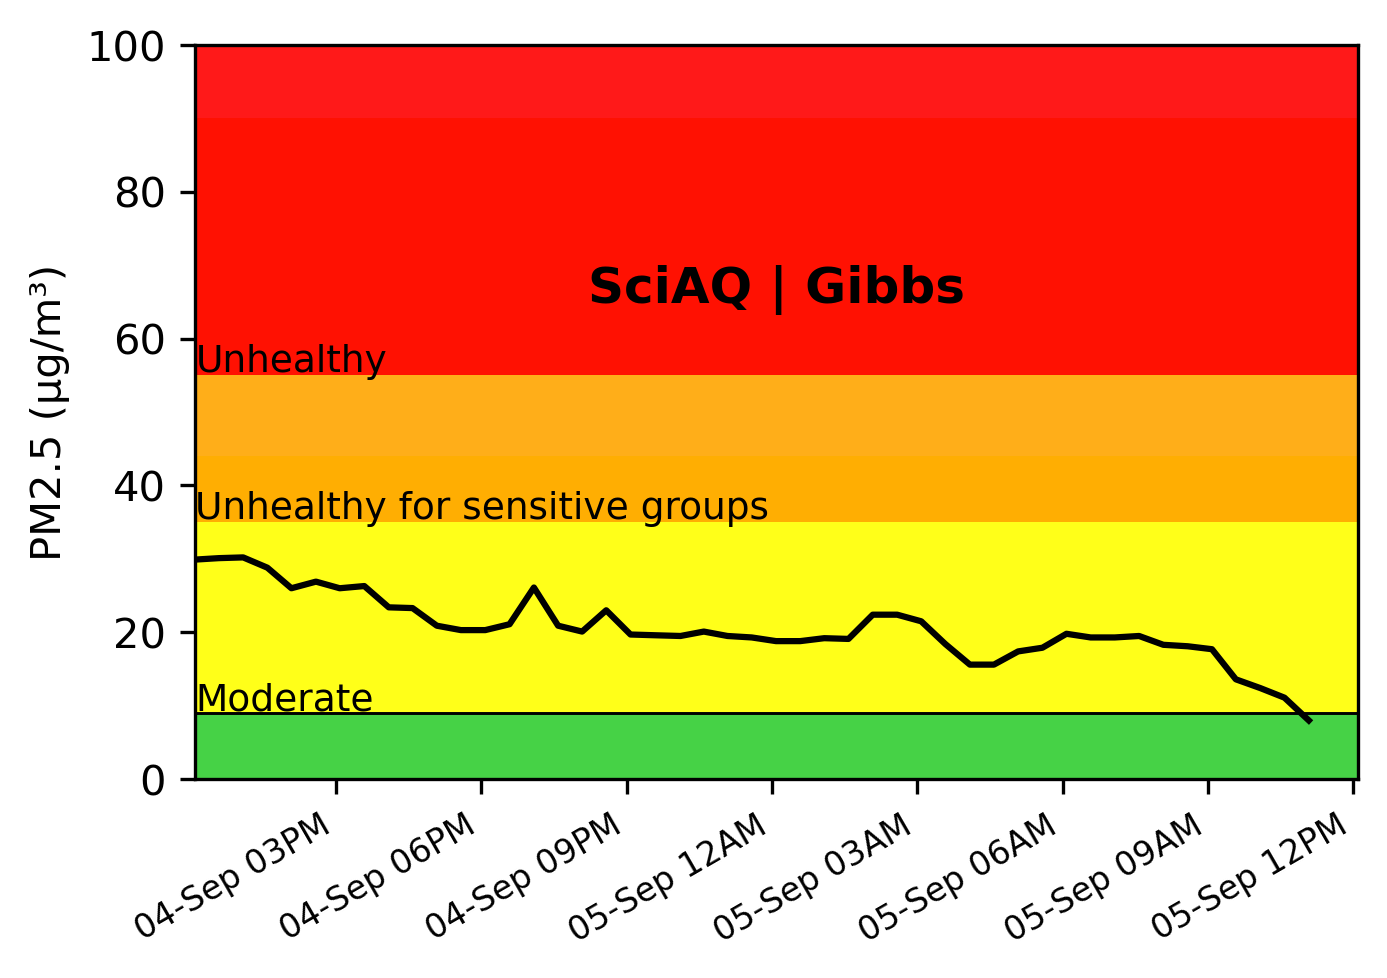 100
80
60
40
20
0
PM2.5 (µg/m³)
SciAQ | Gibbs
Unhealthy
Unhealthy for sensitive groups
Moderate
04-Sep 03PM
04-Sep 06PM
04-Sep 09PM
05-Sep 12AM
05-Sep 03AM
05-Sep 06AM
05-Sep 09AM
05-Sep 12PM